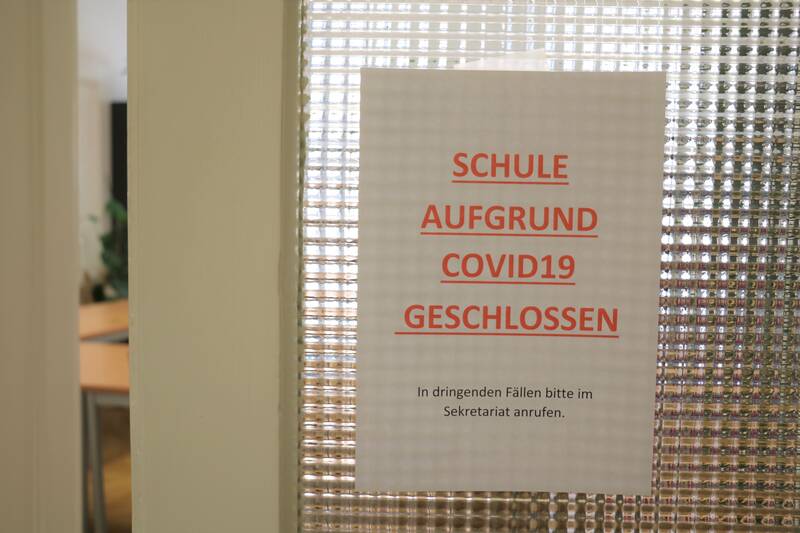 SCHULE
AUFGRUND
COVID19
GESCHLOSSEN
In dringenden Fällen bitte im
Sekretariat anrufen.